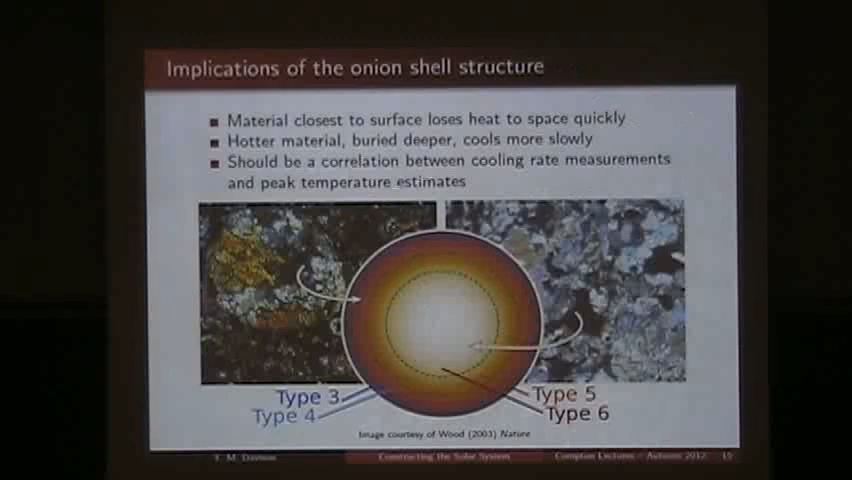 Implications of the onion shell structure
Material closest to surface loses heat to space quickly
Hotter material, buried deeper, cools more slowly
Should be a correlation between cooling rate measurements
and peak temperature estimates
Type 3
Type 4
Type 5
Type 6
Image courtesy of Wood (2003) Nature
T. M. Davison Constructing the Solar System Compton Lectures – Autumn 2012 15